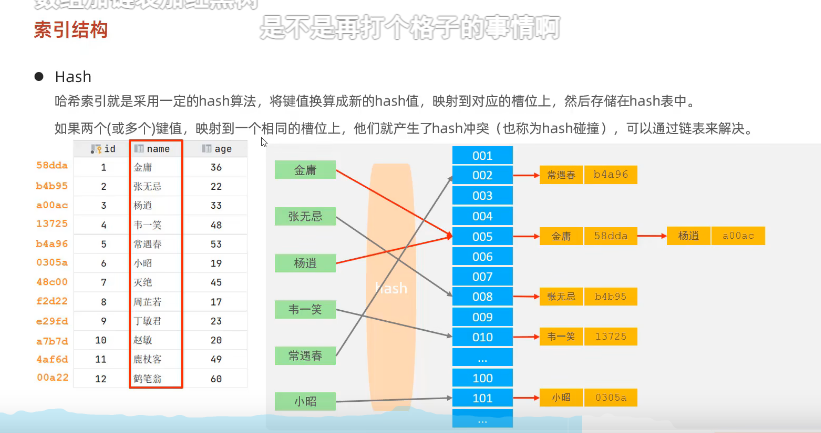 数组加链表加红黑树
索引结构
是不是再打个格子的事情啊
● Hash
哈希索引就是采用一定的hash算法，将键值换算成新的hash值，映射到对应的槽位上，然后存储在hash表中。
如果两个(或多个)键值，映射到一个相同的槽位上，他们就产生了hash冲突（也称为hash碰撞），可以通过链表来解决。
id name age
58dda 1 金庸 36
b4b95 2 张无忌 22
a00ac 3 杨逍 33
13725 4 韦一笑 48
b4a96 5 常遇春 53
0305a 6 小昭 19
48c00 7 灭绝 45
f2d22 8 周芷若 17
e29fd 9 丁敏君 23
a7b7d 10 赵敏 20
4af6d 11 鹿杖客 49
00a22 12 鹤笔翁 60
金庸
张无忌
杨逍
韦一笑
常遇春
小昭
hash
001
002 常遇春 b4a96
003
004
005 金庸 58dda 杨逍 a00ac
006
007
008 张无忌 b4b95
009
010 韦一笑 13725
...
100
101 小昭 0305a
...